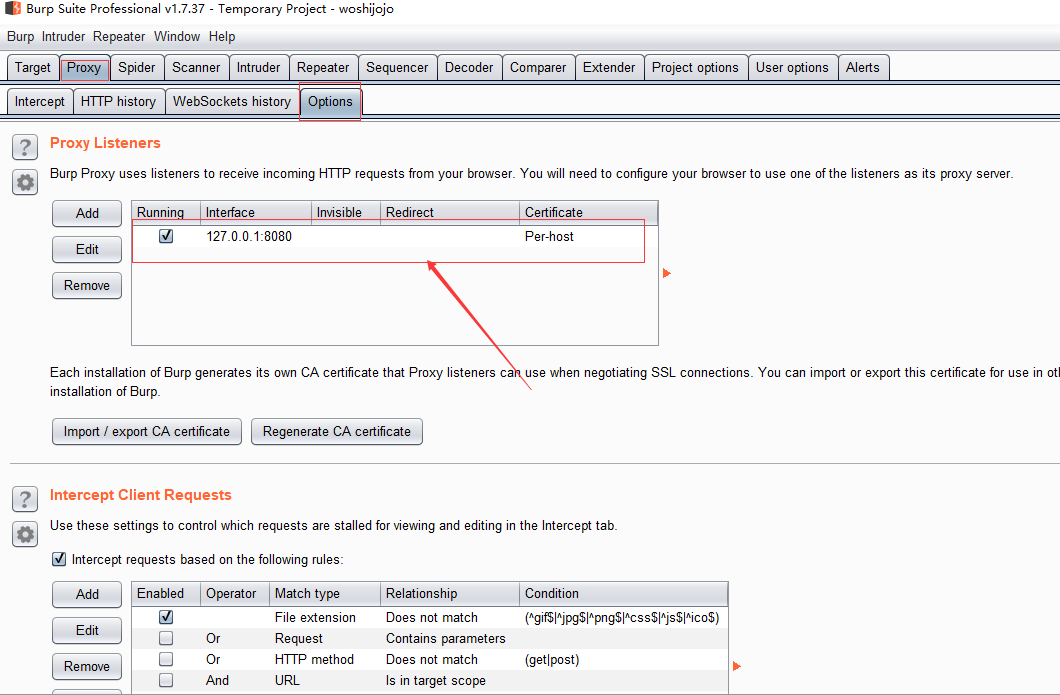 Burp Suite Professional v1.7.37 - Temporary Project - woshijojo
Burp Intruder Repeater Window Help
Target Proxy Spider Scanner Intruder Repeater Sequencer Decoder Comparer Extender Project options User options Alerts
Intercept HTTP history WebSockets history Options
? Proxy Listeners
Burp Proxy uses listeners to receive incoming HTTP requests from your browser. You will need to configure your browser to use one of the listeners as its proxy server.
Add Running Interface Invisible Redirect Certificate
127.0.0.1:8080 Per-host
Edit
Remove
Each installation of Burp generates its own CA certificate that Proxy listeners can use when negotiating SSL connections. You can import or export this certificate for use in ot
installation of Burp.
Import / export CA certificate Regenerate CA certificate
? Intercept Client Requests
Use these settings to control which requests are stalled for viewing and editing in the Intercept tab.
Intercept requests based on the following rules:
Add Enabled Operator Match type Relationship Condition
File extension Does not match (^gif$|^jpg$|^png$|^css$|^js$|^ico$)
Edit Or Request Contains parameters
Or HTTP method Does not match (get|post)
Remove And URL Is in target scope